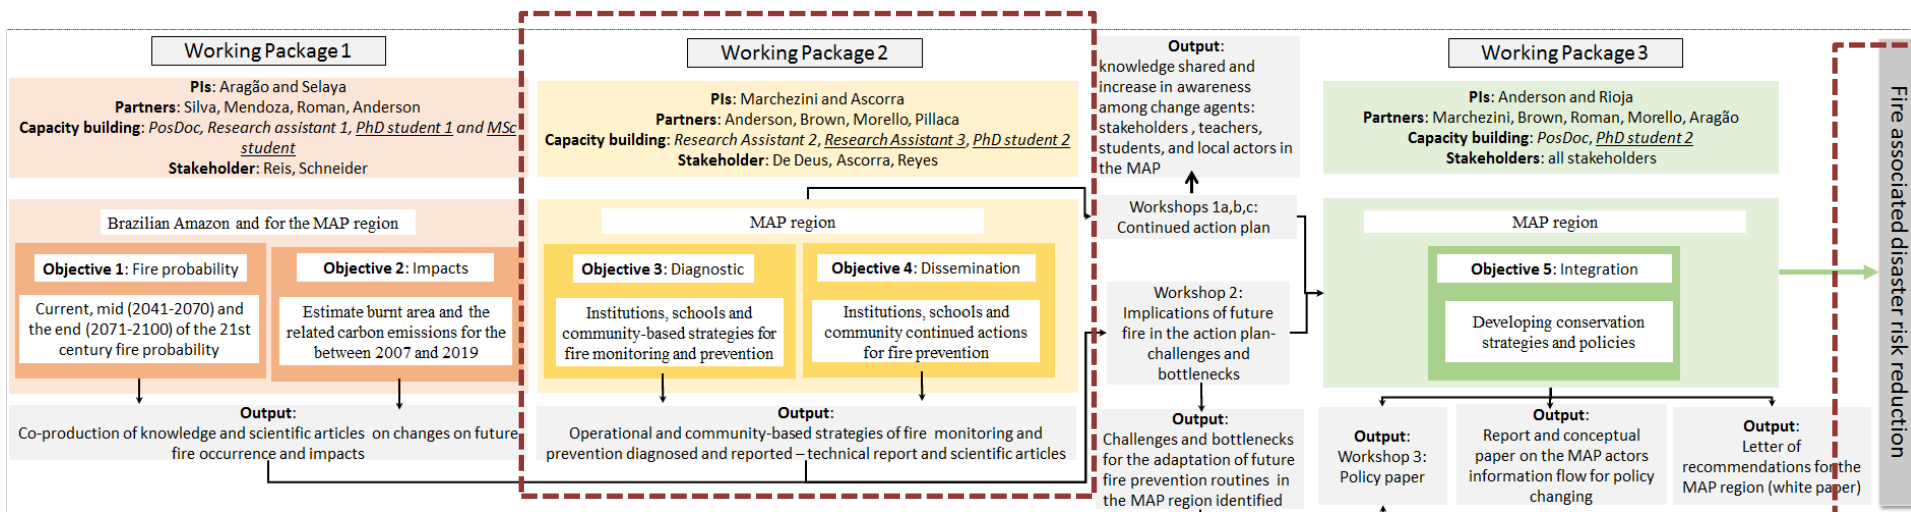 Working Package 1
PIs: Aragão and Selaya
Partners: Silva, Mendoza, Roman, Anderson
Capacity building: PosDoc, Research assistant 1, PhD student 1 and MSc
student
Stakeholder: Reis, Schneider
Brazilian Amazon and for the MAP region
Objective 1: Fire probability
Current, mid (2041-2070) and
the end (2071-2100) of the 21st
century fire probability
Objective 2: Impacts
Estimate burnt area and the
related carbon emissions for the
between 2007 and 2019
Output:
Co-production of knowledge and scientific articles on changes on future
fire occurrence and impacts
Working Package 2
PIs: Marchezini and Ascorra
Partners: Anderson, Brown, Morello, Pillaca
Capacity building: Research Assistant 2, Research Assistant 3, PhD student 2
Stakeholder: De Deus, Ascorra, Reyes
MAP region
Objective 3: Diagnostic
Institutions, schools and
community-based strategies for
fire monitoring and prevention
Objective 4: Dissemination
Institutions, schools and
community continued actions
for fire prevention
Output:
Operational and community-based strategies of fire monitoring and
prevention diagnosed and reported – technical report and scientific articles
Output:
knowledge shared and
increase in awareness
among change agents:
stakeholders , teachers,
students, and local actors in
the MAP
Workshops 1a,b,c:
Continued action plan
Workshop 2:
Implications of future
fire in the action plan-
challenges and
bottlenecks
Output:
Challenges and bottlenecks
for the adaptation of future
fire prevention routines in
the MAP region identified
Working Package 3
PIs: Anderson and Rioja
Partners: Marchezini, Brown, Roman, Morello, Aragão
Capacity building: PosDoc, PhD student 2
Stakeholders: all stakeholders
MAP region
Objective 5: Integration
Developing conservation
strategies and policies
Output:
Workshop 3:
Policy paper
Output:
Report and conceptual
paper on the MAP actors
information flow for policy
changing
Output:
Letter of
recommendations for the
MAP region (white paper)
Fire associated disaster risk reduction